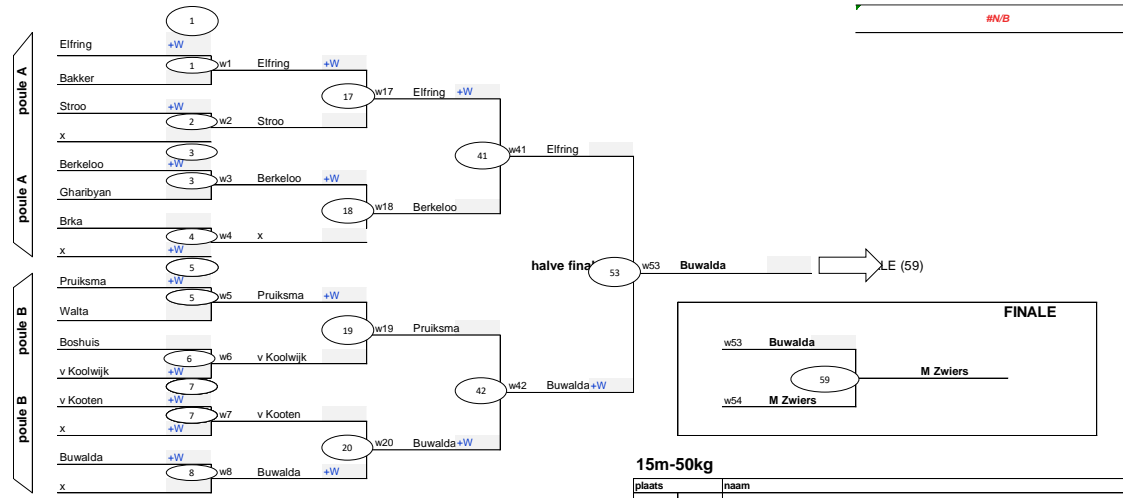 1
#N/B
Elfring +W
1 w1 Elfring +W
Bakker
17 w17 Elfring +W
Stroo +W
2 w2 Stroo
x
3
41 w41 Elfring
Berkeloo +W
3 w3 Berkeloo +W
Gharibyan
18 w18 Berkeloo
Brka
4 w4 x
x +W
5
poule A
poule A
halve final 53 w53 Buwalda LE (59)
Pruiksma +W
5 w5 Pruiksma +W
Walta
19 w19 Pruiksma
Boshuis
6 w6 v Koolwijk
v Koolwijk +W
7
42 w42 Buwalda +W
v Kooten +W
7 w7 v Kooten
x +W
20 w20 Buwalda +W
Buwalda +W
8 w8 Buwalda +W
x
poule B
poule B
FINALE
w53 Buwalda
59 M Zwiers
w54 M Zwiers
15m-50kg
plaats naam